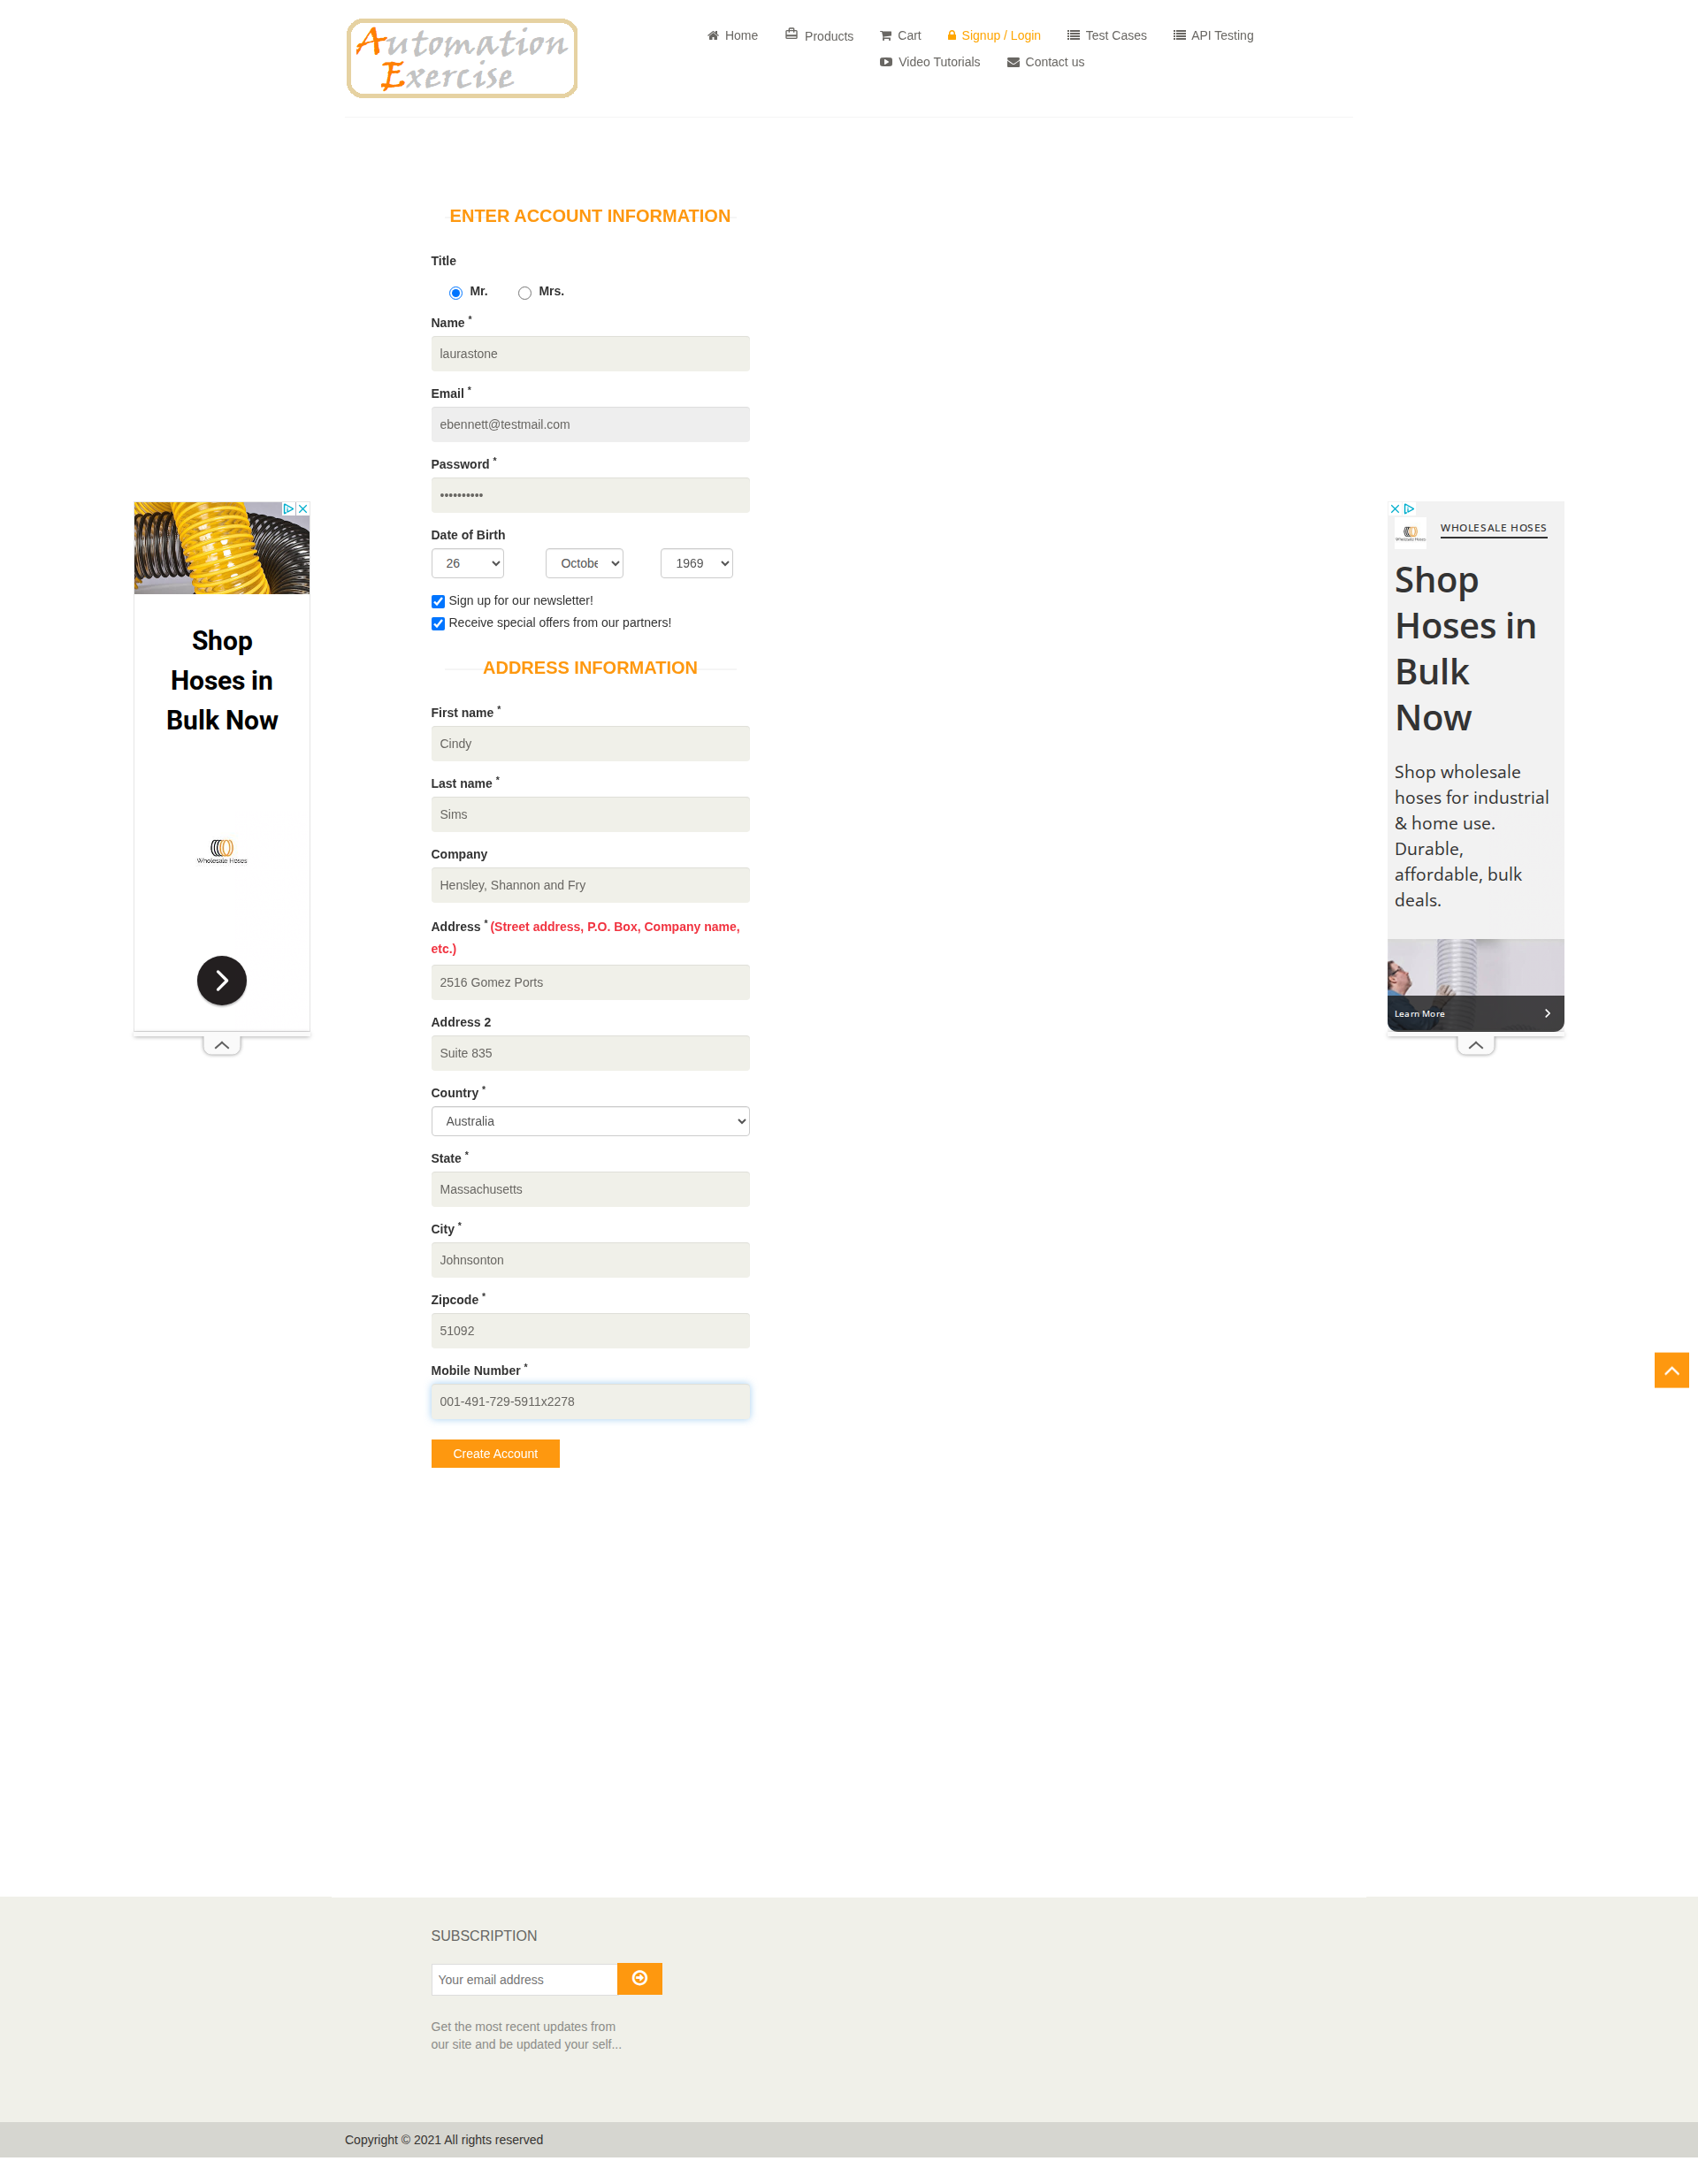 Automation
Exercise
Home
Products
Cart
Signup / Login
Test Cases
API Testing
Video Tutorials
Contact us
ENTER ACCOUNT INFORMATION
Title
Mr.
Mrs.
Name *
laurastone
Email *
ebennett@testmail.com
Password *
••••••••••
Date of Birth
26
Octobe
1969
Sign up for our newsletter!
Receive special offers from our partners!
ADDRESS INFORMATION
First name *
Cindy
Last name *
Sims
Company
Hensley, Shannon and Fry
Address * (Street address, P.O. Box, Company name,
etc.)
2516 Gomez Ports
Address 2
Suite 835
Country *
Australia
State *
Massachusetts
City *
Johnsonton
Zipcode *
51092
Mobile Number *
001-491-729-5911x2278
Create Account
Shop
Hoses in
Bulk Now
Wholesale Hoses
Wholesale Hoses
WHOLESALE HOSES
Shop
Hoses in
Bulk
Now
Shop wholesale
hoses for industrial
& home use.
Durable,
affordable, bulk
deals.
Learn More
SUBSCRIPTION
Your email address
Get the most recent updates from
our site and be updated your self...
Copyright © 2021 All rights reserved